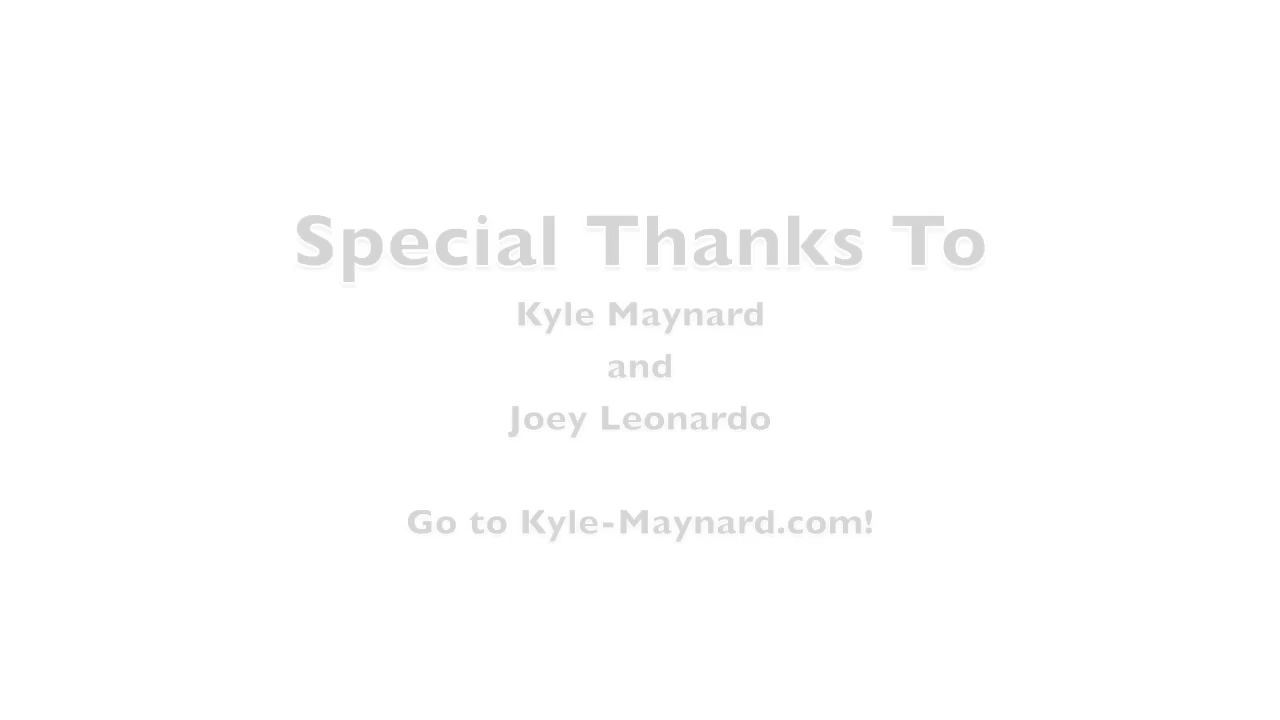 Special Thanks To
Kyle Maynard
and
Joey Leonardo
Go to Kyle-Maynard.com!